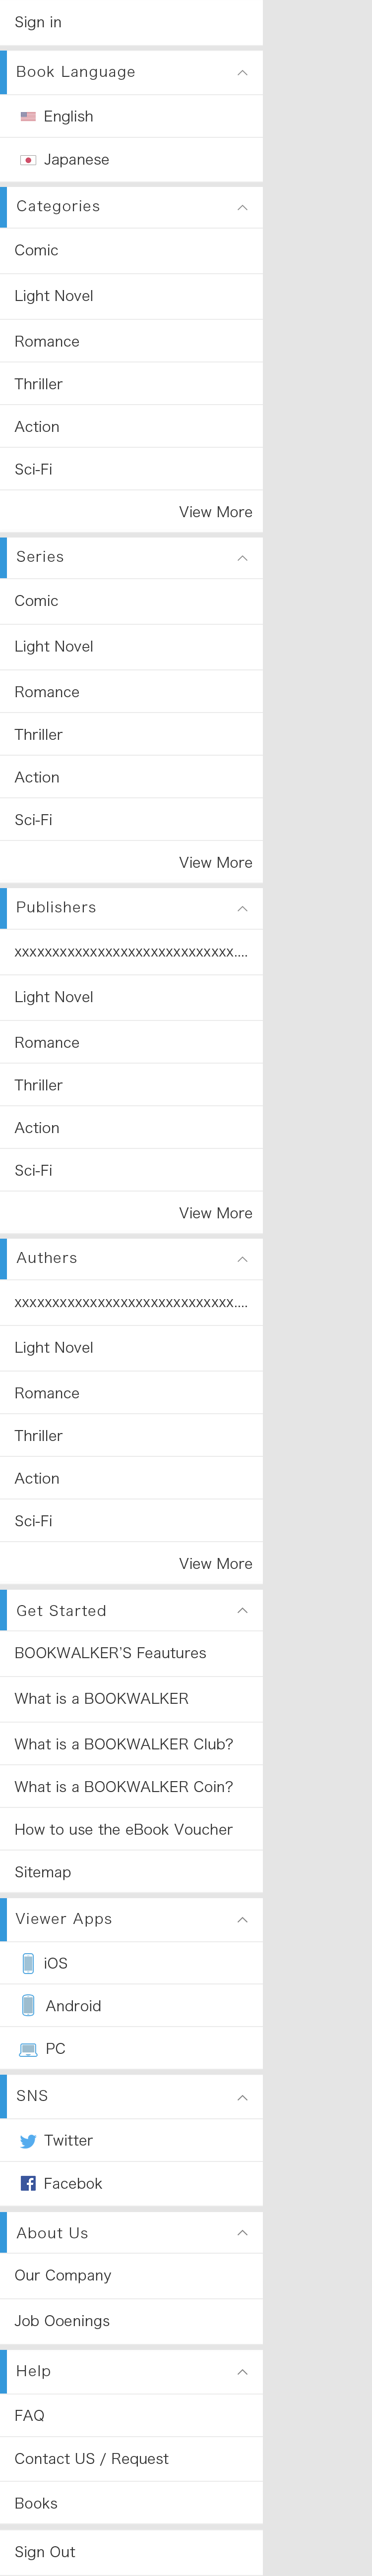 Sign in
Book Language
English
Japanese
Categories
Comic
Light Novel
Romance
Thriller
Action
Sci-Fi
View More
Series
Comic
Light Novel
Romance
Thriller
Action
Sci-Fi
View More
Publishers
xxxxxxxxxxxxxxxxxxxxxxxxxxxxx....
Light Novel
Romance
Thriller
Action
Sci-Fi
View More
Authers
xxxxxxxxxxxxxxxxxxxxxxxxxxxxx....
Light Novel
Romance
Thriller
Action
Sci-Fi
View More
Get Started
BOOKWALKER'S Feautures
What is a BOOKWALKER
What is a BOOKWALKER Club?
What is a BOOKWALKER Coin?
How to use the eBook Voucher
Sitemap
Viewer Apps
iOS
Android
PC
SNS
Twitter
Facebok
About Us
Our Company
Job Ooenings
Help
FAQ
Contact US / Request
Books
Sign Out